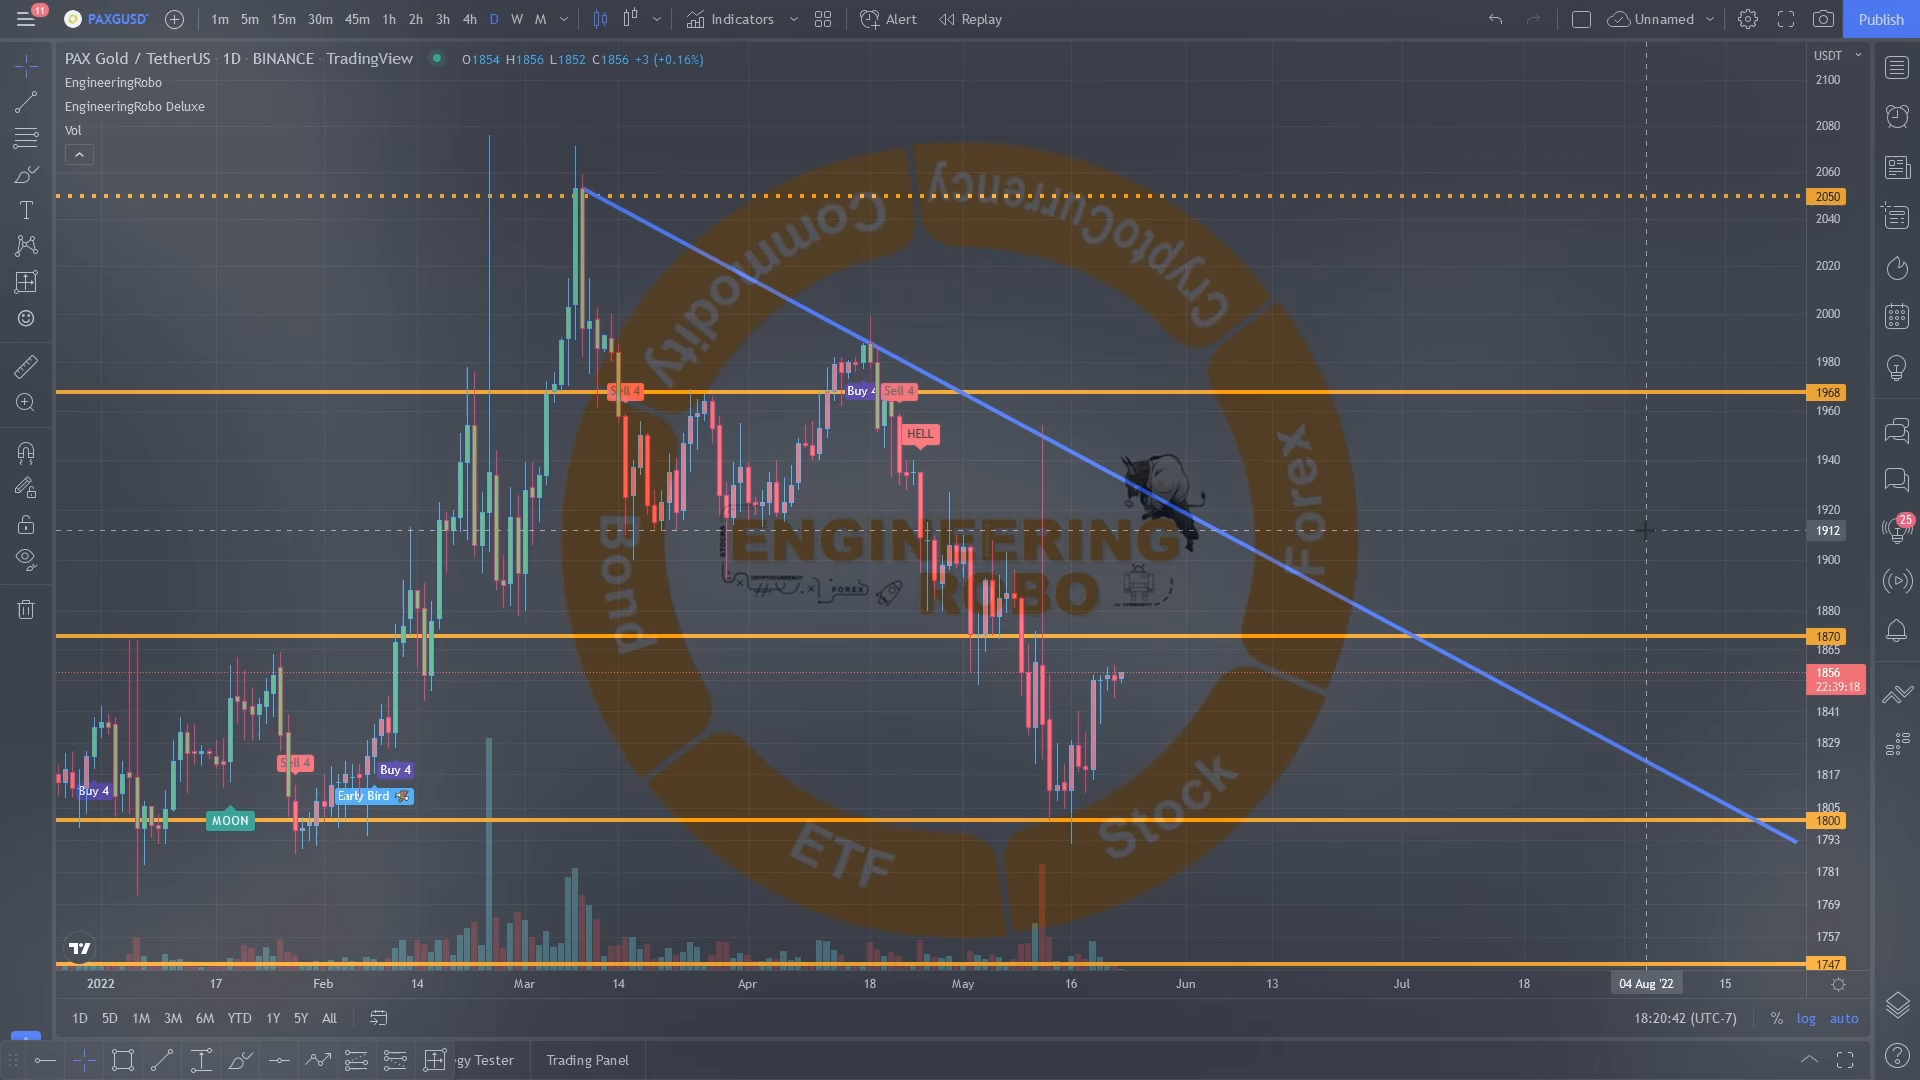 11
PAXGUSD
1m 5m 15m 30m 45m 1h 2h 3h 4h D W M
Indicators
Alert
Replay
Unnamed
Publish
PAX Gold / TetherUS · 1D · BINANCE · TradingView
O1854 H1856 L1852 C1856 +3 (+0.16%)
EngineeringRobo
EngineeringRobo Deluxe
Vol
USDT
2100
2080
2060
2050
2040
2020
2000
1980
1968
1960
1940
1920
1912
1900
1880
1870
1865
1856
22:39:18
1841
1829
1817
1805
1800
1793
1781
1769
1757
1747
25
Commodity
CryptoCurrency
Forex
Stock
ETF
Bond
ENGINEERING
ROBO
FOREX
Sell 4
Buy 4
Sell 4
HELL
Sell 4
Buy 4
Buy 4
Early Bird
MOON
2022 17 Feb 14 Mar 14 Apr 18 May 16 Jun 13 Jul 18 04 Aug '22 15
1D 5D 1M 3M 6M YTD 1Y 5Y All
18:20:42 (UTC-7) % log auto
Tester
Trading Panel